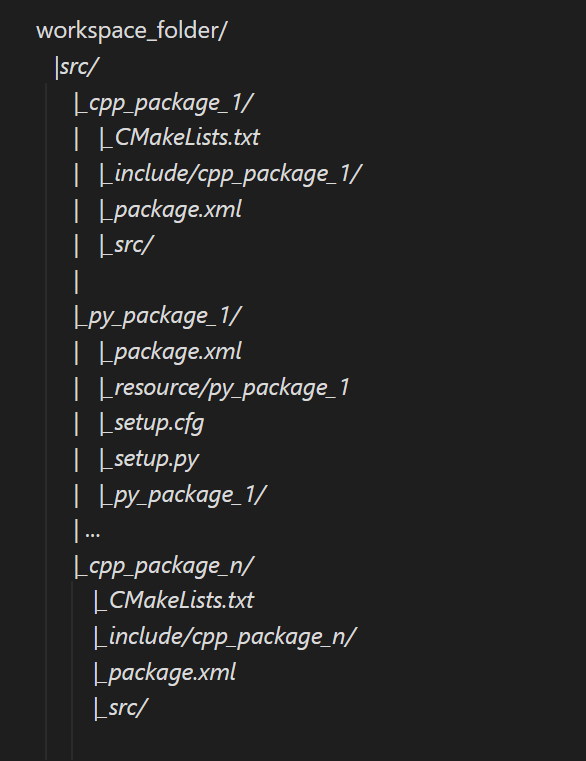 workspace_folder/
|src/
|_cpp_package_1/
| |_CMakeLists.txt
| |_include/cpp_package_1/
| |_package.xml
| |_src/
|
|_py_package_1/
| |_package.xml
| |_resource/py_package_1
| |_setup.cfg
| |_setup.py
| |_py_package_1/
| ...
|_cpp_package_n/
|_CMakeLists.txt
|_include/cpp_package_n/
|_package.xml
|_src/